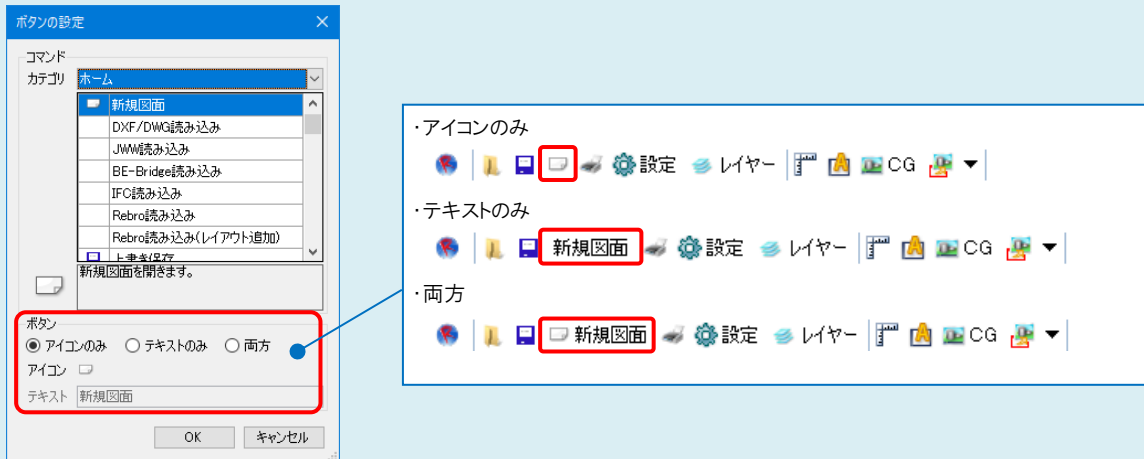 ボタンの設定
コマンド
カテゴリ ホーム
新規図面
DXF/DWG読み込み
JWW読み込み
BE-Bridge読み込み
IFC読み込み
Rebro読み込み
Rebro読み込み(レイアウト追加)
上書き保存
新規図面を開きます。
ボタン
アイコンのみ テキストのみ 両方
アイコン
テキスト 新規図面
OK キャンセル
・アイコンのみ
設定 レイヤー A CG
・テキストのみ
新規図面 設定 レイヤー A CG
・両方
新規図面 設定 レイヤー A CG